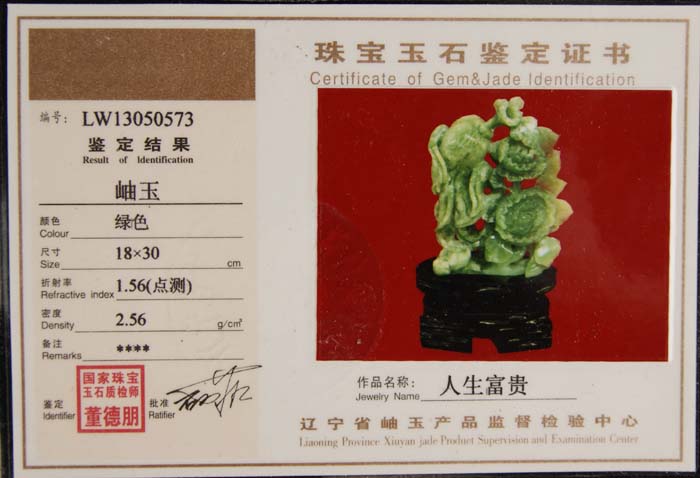 珠宝玉石鉴定证书
Certificate of Gem&Jade Identification
编号: LW13050573
鉴定结果
Result of Identification
岫玉
颜色 绿色
Colour
尺寸 18×30 cm
Size
折射率 1.56(点测)
Refractive index
密度 2.56 g/cm³
Density
备注 ****
Remarks
鉴定 批准
Identifier Ratifier
国家珠宝
玉石质检师
董德朋
作品名称: 人生富贵
Jewelry Name
辽宁省岫玉产品监督检验中心
Liaoning Province Xiuyan jade Product Supervision and Examination Center